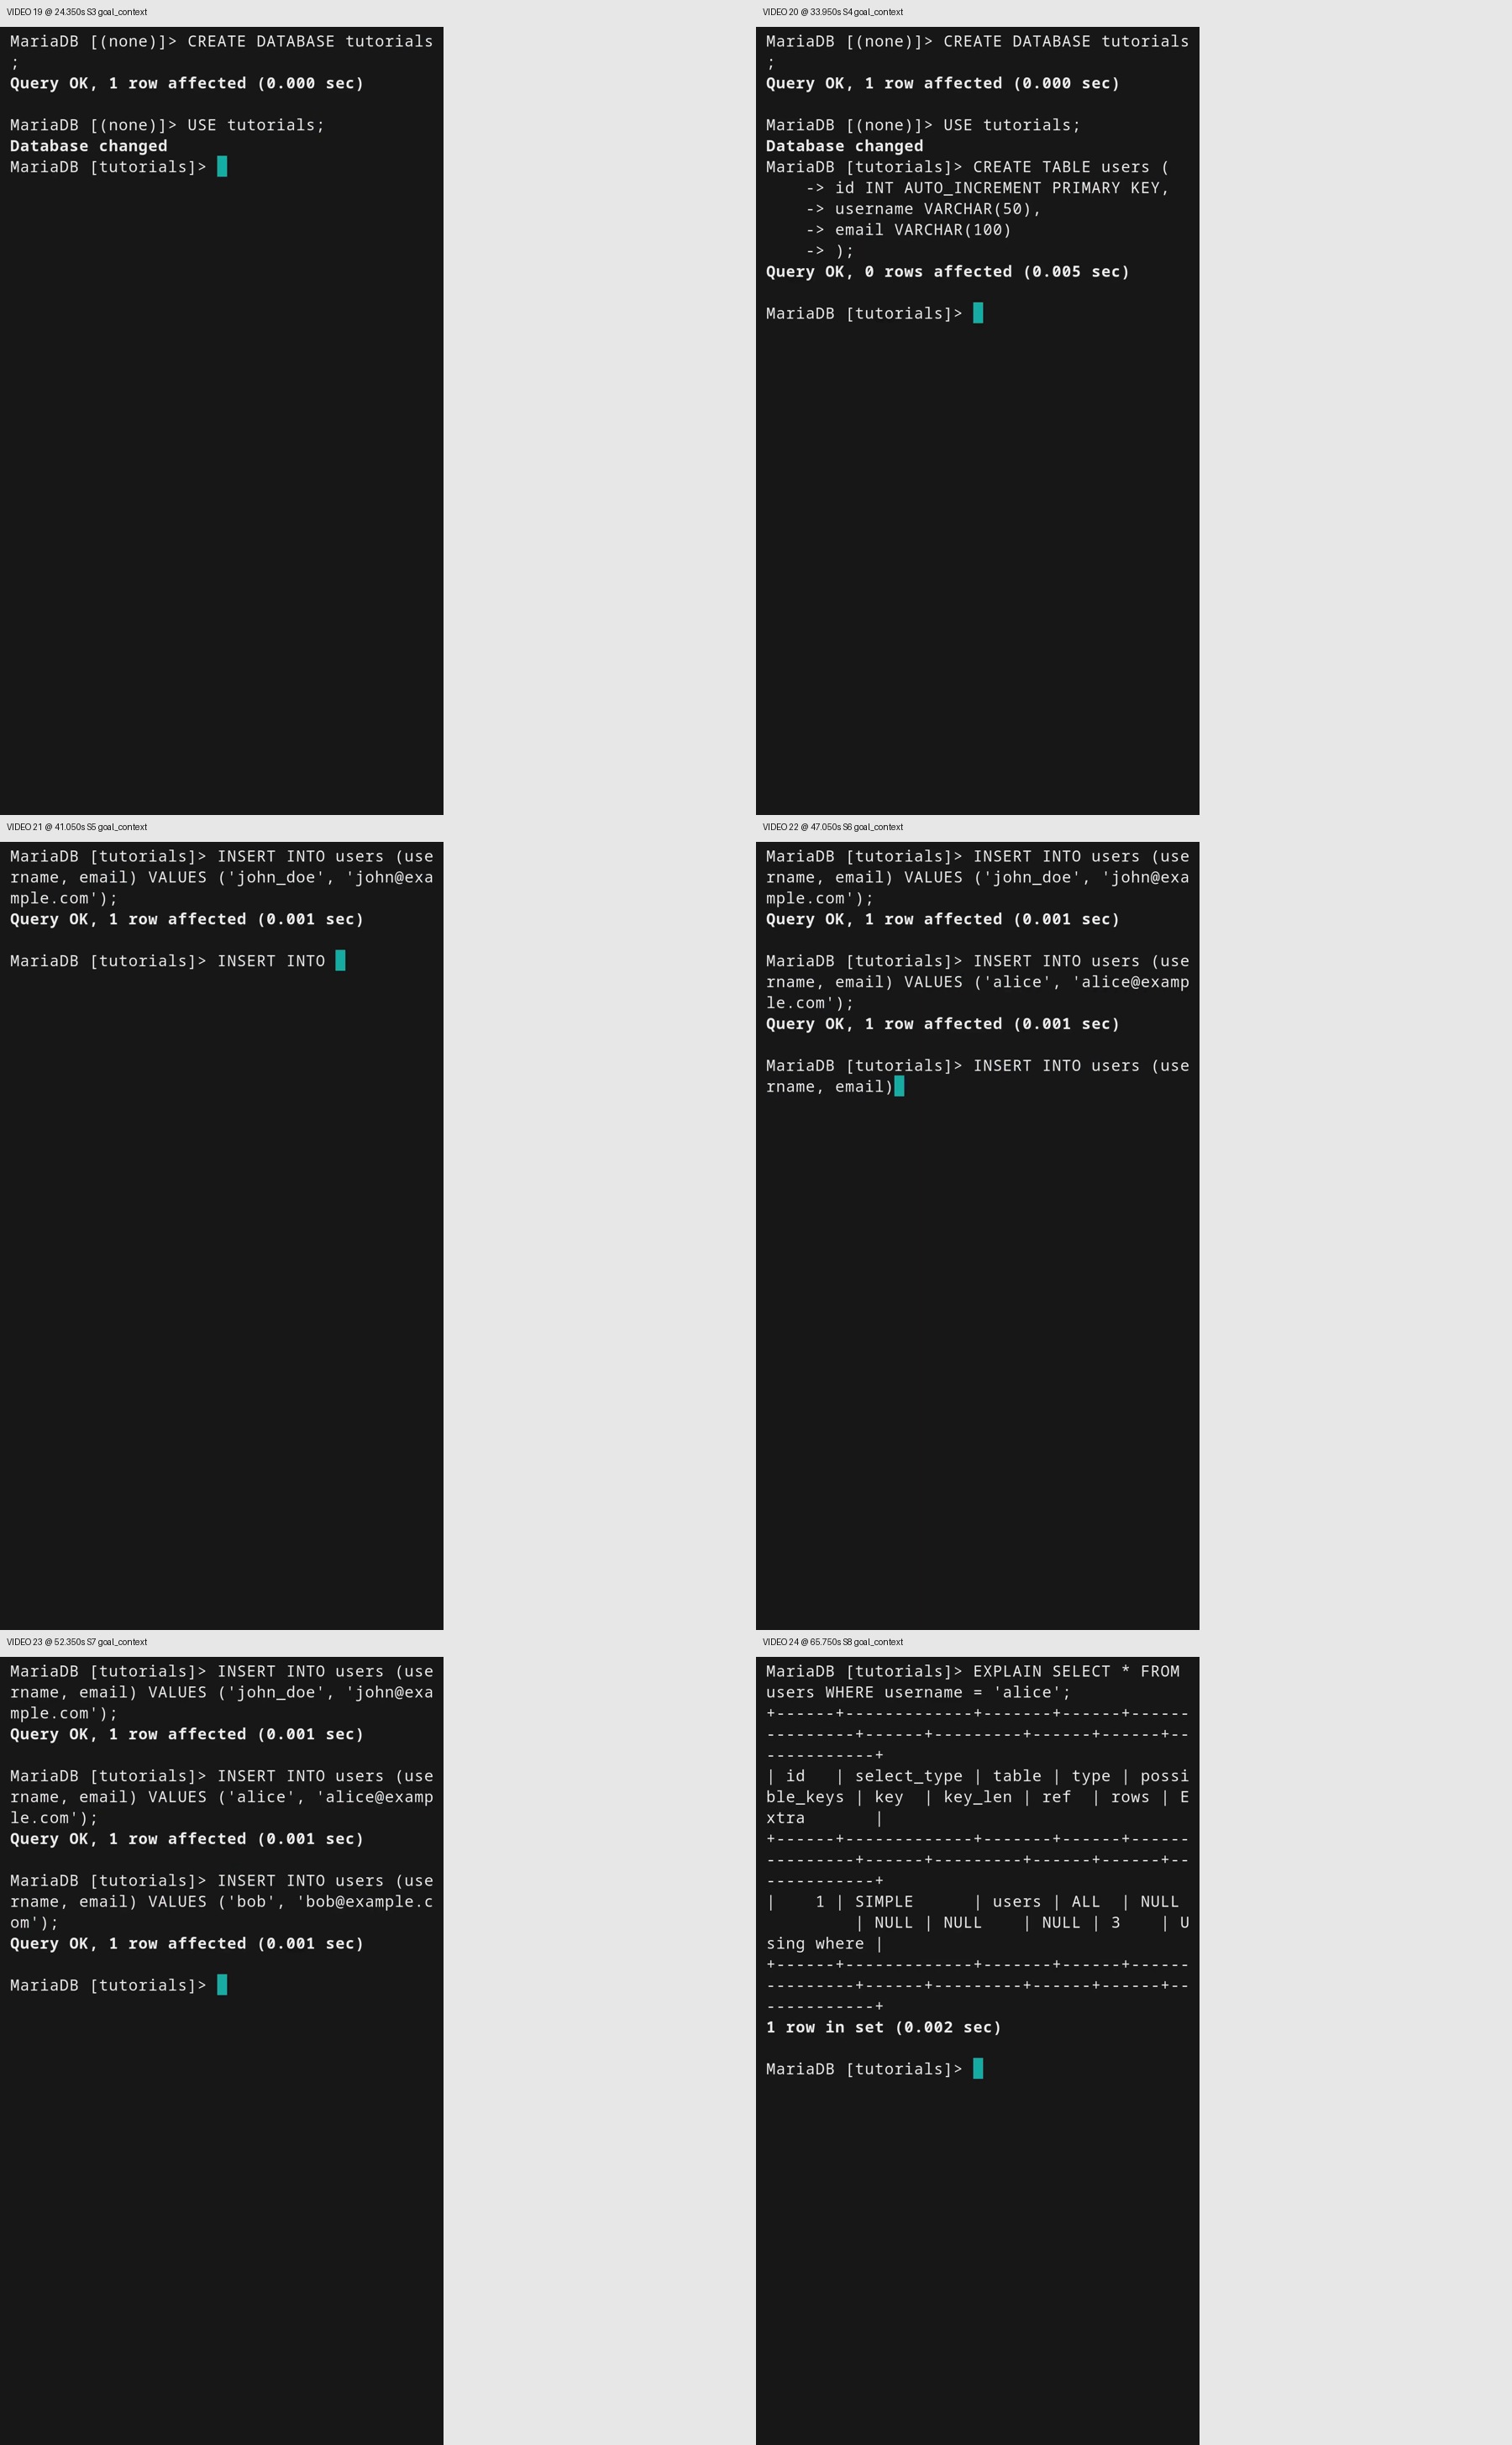 VIDEO 19 @ 24.350s S3 goal_context
MariaDB [(none)]> CREATE DATABASE tutorials
;
Query OK, 1 row affected (0.000 sec)
MariaDB [(none)]> USE tutorials;
Database changed
MariaDB [tutorials]>
VIDEO 20 @ 33.950s S4 goal_context
MariaDB [(none)]> CREATE DATABASE tutorials
;
Query OK, 1 row affected (0.000 sec)
MariaDB [(none)]> USE tutorials;
Database changed
MariaDB [tutorials]> CREATE TABLE users (
    -> id INT AUTO_INCREMENT PRIMARY KEY,
    -> username VARCHAR(50),
    -> email VARCHAR(100)
    -> );
Query OK, 0 rows affected (0.005 sec)
MariaDB [tutorials]>
VIDEO 21 @ 41.050s S5 goal_context
MariaDB [tutorials]> INSERT INTO users (use
rname, email) VALUES ('john_doe', 'john@exa
mple.com');
Query OK, 1 row affected (0.001 sec)
MariaDB [tutorials]> INSERT INTO
VIDEO 22 @ 47.050s S6 goal_context
MariaDB [tutorials]> INSERT INTO users (use
rname, email) VALUES ('john_doe', 'john@exa
mple.com');
Query OK, 1 row affected (0.001 sec)
MariaDB [tutorials]> INSERT INTO users (use
rname, email) VALUES ('alice', 'alice@examp
le.com');
Query OK, 1 row affected (0.001 sec)
MariaDB [tutorials]> INSERT INTO users (use
rname, email)
VIDEO 23 @ 52.350s S7 goal_context
MariaDB [tutorials]> INSERT INTO users (use
rname, email) VALUES ('john_doe', 'john@exa
mple.com');
Query OK, 1 row affected (0.001 sec)
MariaDB [tutorials]> INSERT INTO users (use
rname, email) VALUES ('alice', 'alice@examp
le.com');
Query OK, 1 row affected (0.001 sec)
MariaDB [tutorials]> INSERT INTO users (use
rname, email) VALUES ('bob', 'bob@example.c
om');
Query OK, 1 row affected (0.001 sec)
MariaDB [tutorials]>
VIDEO 24 @ 65.750s S8 goal_context
MariaDB [tutorials]> EXPLAIN SELECT * FROM
users WHERE username = 'alice';
+------+-------------+-------+------+------
---------+------+---------+------+------+--
-----------+
| id   | select_type | table | type | possi
ble_keys | key  | key_len | ref  | rows | E
xtra       |
+------+-------------+-------+------+------
---------+------+---------+------+------+--
-----------+
|    1 | SIMPLE      | users | ALL  | NULL
         | NULL | NULL    | NULL | 3    | U
sing where |
+------+-------------+-------+------+------
---------+------+---------+------+------+--
-----------+
1 row in set (0.002 sec)
MariaDB [tutorials]>